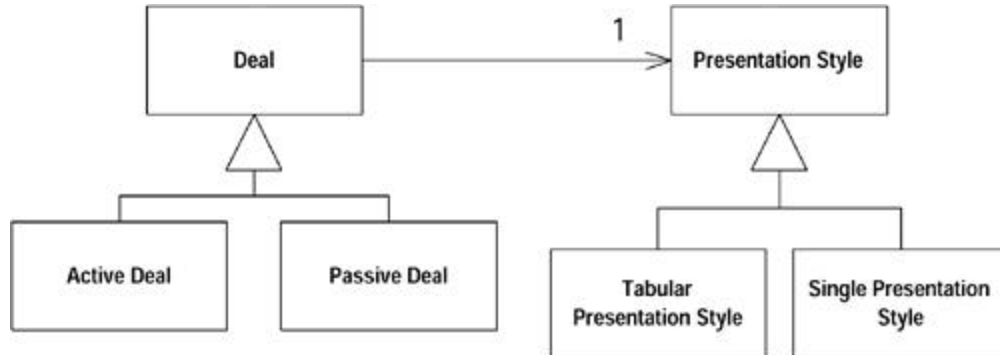 Deal
1
Presentation Style
Active Deal
Passive Deal
Tabular
Presentation Style
Single Presentation
Style